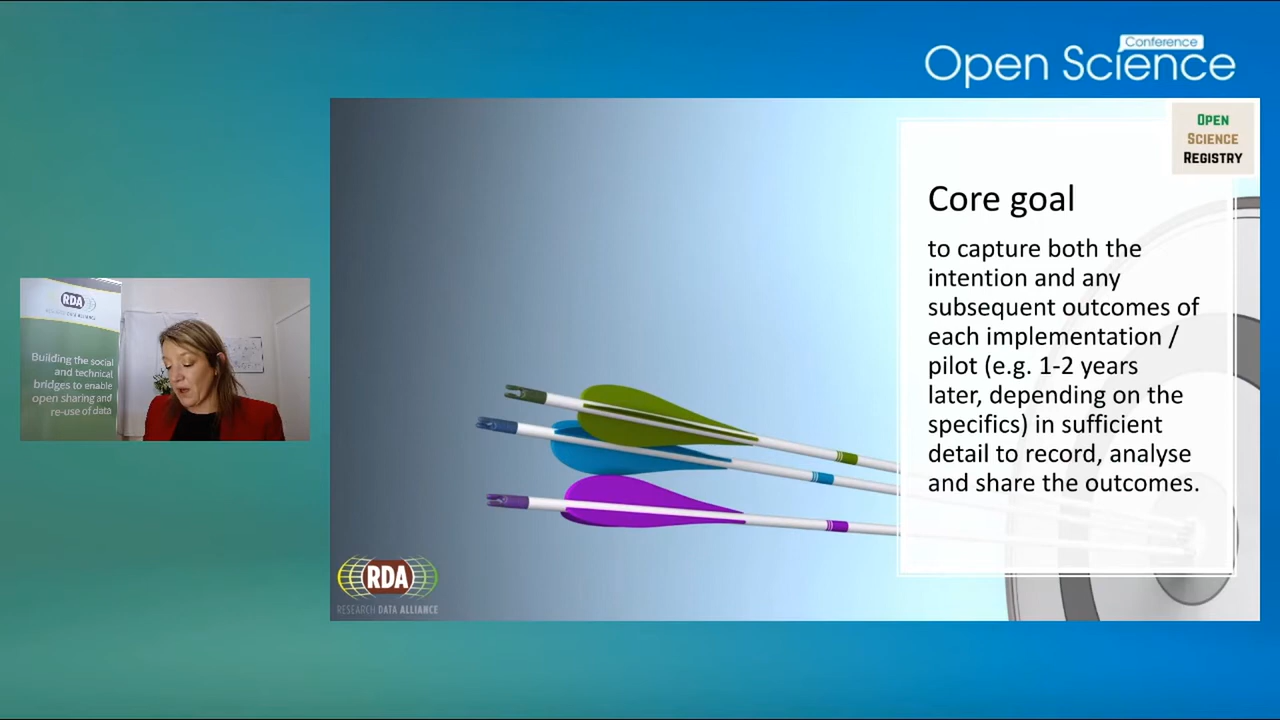 Conference
Open Science
OPEN
SCIENCE
REGISTRY
Core goal
to capture both the
intention and any
subsequent outcomes of
each implementation /
pilot (e.g. 1-2 years
later, depending on the
specifics) in sufficient
detail to record, analyse
and share the outcomes.
RDA
RESEARCH DATA ALLIANCE
Building the social
and technical
bridges to enable
open sharing and
re-use of data
RDA
RESEARCH DATA ALLIANCE